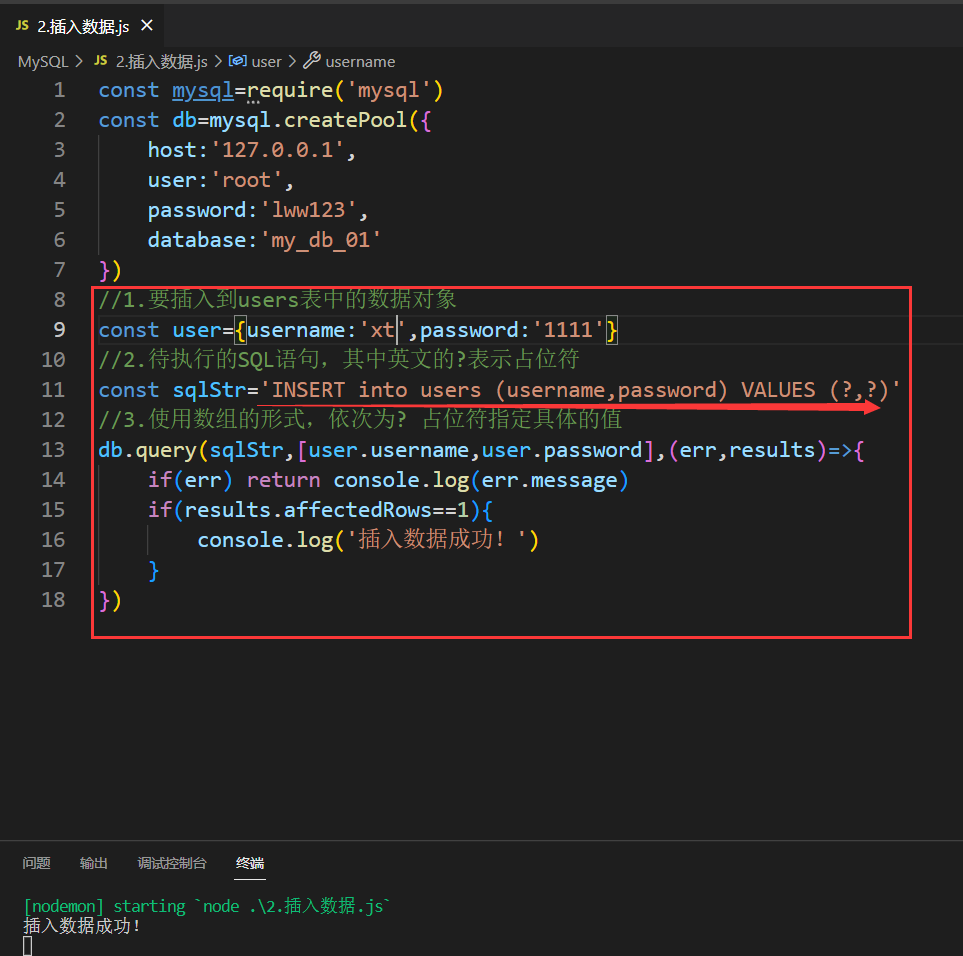 JS 2.插入数据.js ×
MySQL > JS 2.插入数据.js > user > username
1 const mysql=require('mysql')
2 const db=mysql.createPool({
3     host:'127.0.0.1',
4     user:'root',
5     password:'lww123',
6     database:'my_db_01'
7 })
8 //1.要插入到users表中的数据对象
9 const user={username:'xt',password:'1111'}
10 //2.待执行的SQL语句，其中英文的?表示占位符
11 const sqlStr='INSERT into users (username,password) VALUES (?,?)'
12 //3.使用数组的形式，依次为? 占位符指定具体的值
13 db.query(sqlStr,[user.username,user.password],(err,results)=>{
14     if(err) return console.log(err.message)
15     if(results.affectedRows==1){
16         console.log('插入数据成功！')
17     }
18 })
问题 输出 调试控制台 终端
[nodemon] starting `node .\2.插入数据.js`
插入数据成功！